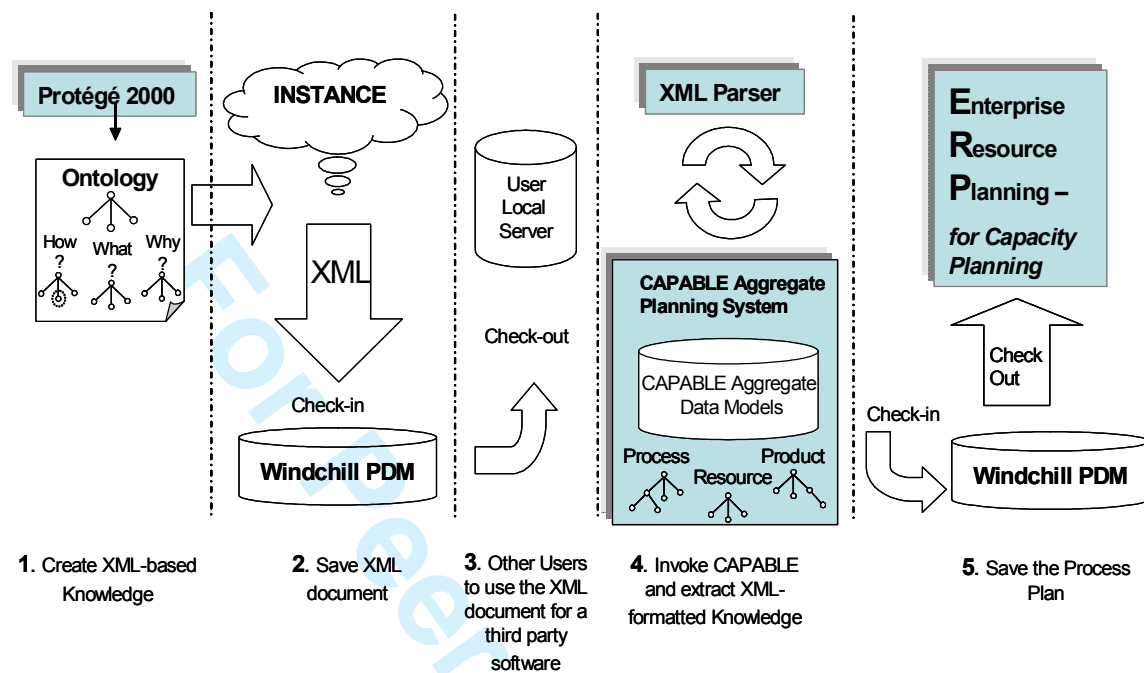 Protégé 2000
Ontology
How
?
What
?
Why
?
INSTANCE
XML
Check-in
Windchill PDM
User
Local
Server
Check-out
XML Parser
CAPABLE Aggregate
Planning System
CAPABLE Aggregate
Data Models
Process
Resource
Product
Enterprise
Resource
Planning –
for Capacity
Planning
Check
Out
Check-in
Windchill PDM
1. Create XML-based
Knowledge
2. Save XML
document
3. Other Users
to use the XML
document for a
third party
software
4. Invoke CAPABLE
and extract XML-
formatted Knowledge
5. Save the Process
Plan
For Peer